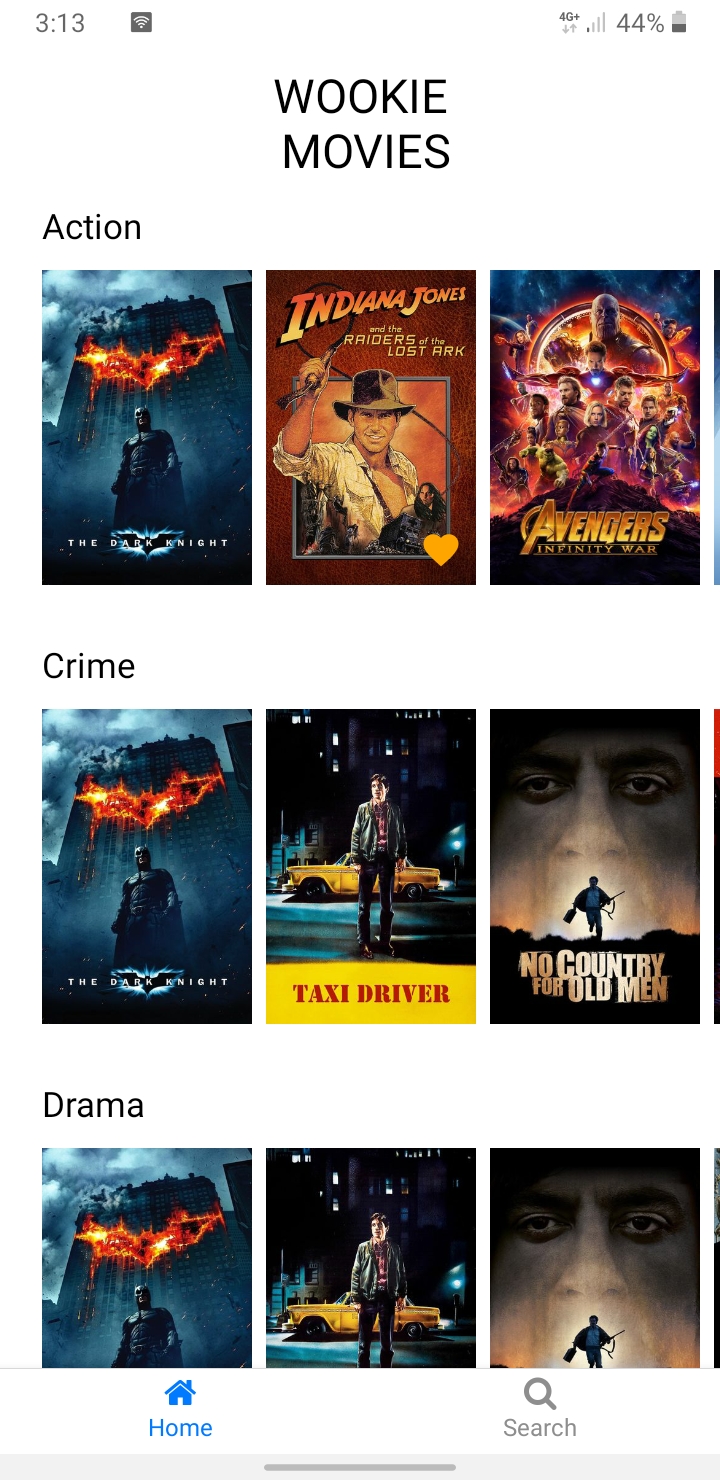 3:13
4G+ 44%
WOOKIE
MOVIES
Action
THE DARK KNIGHT
INDIANA JONES
and the
RAIDERS of the
LOST ARK
AVENGERS
INFINITY WAR
Crime
THE DARK KNIGHT
TAXI DRIVER
NO COUNTRY
FOR OLD MEN
Drama
Home
Search